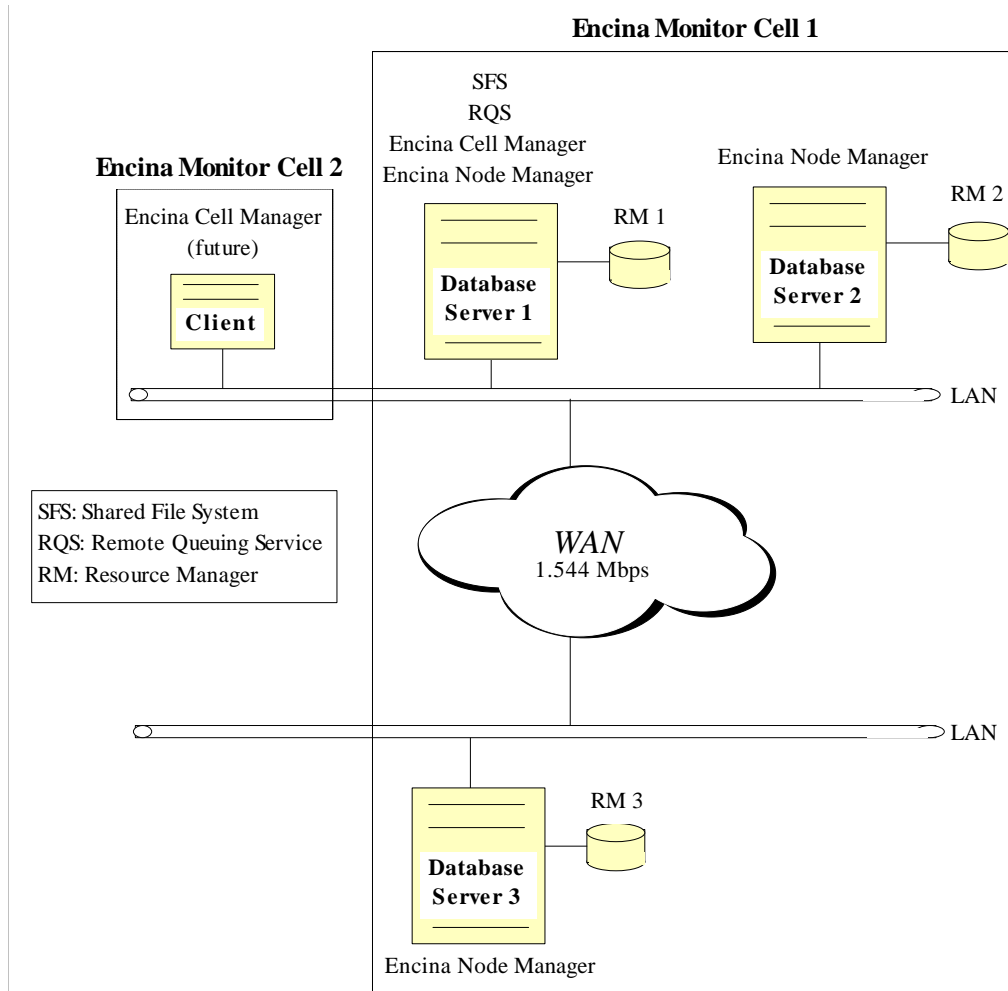 Encina Monitor Cell 1
SFS
RQS
Encina Cell Manager
Encina Node Manager
Encina Node Manager
Encina Monitor Cell 2
Encina Cell Manager
(future)
RM 1
RM 2
Database
Server 1
Database
Server 2
Client
LAN
SFS: Shared File System
RQS: Remote Queuing Service
RM: Resource Manager
WAN
1.544 Mbps
LAN
RM 3
Database
Server 3
Encina Node Manager